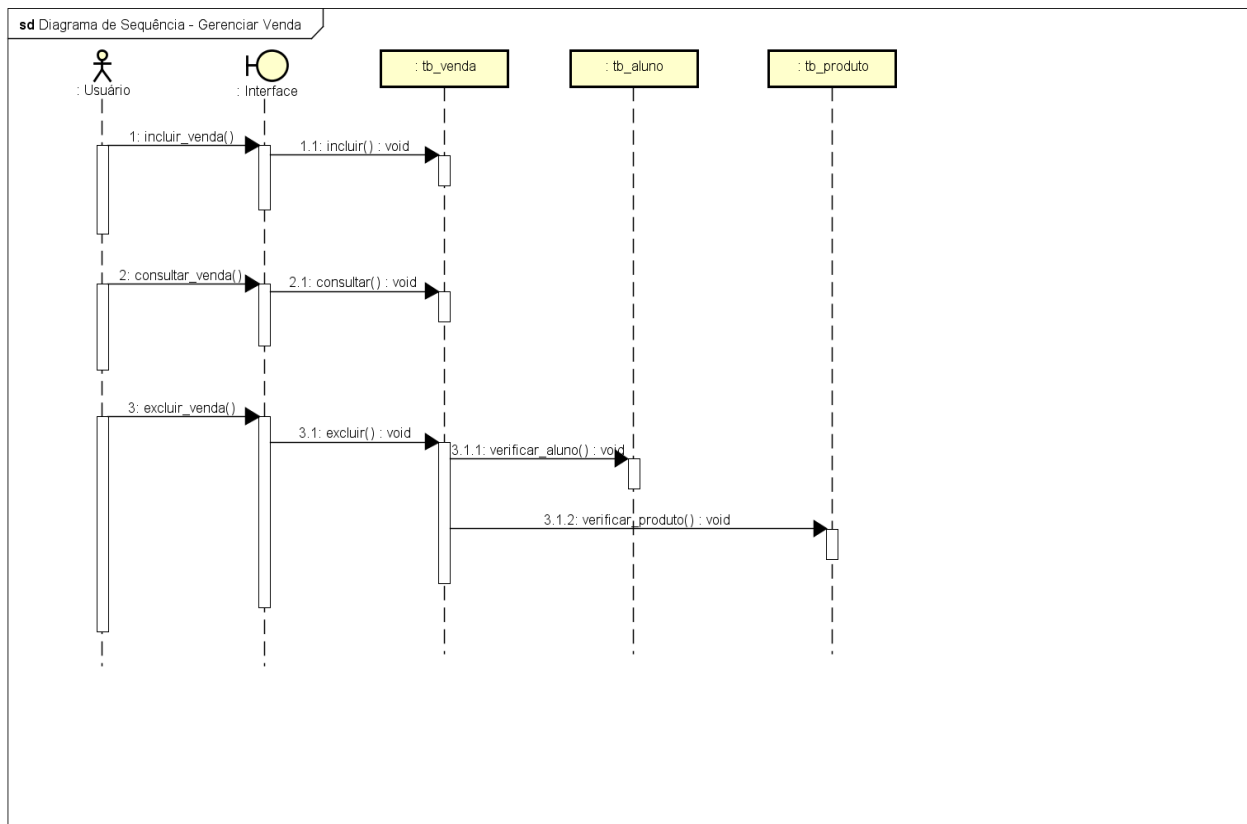 sd Diagrama de Sequência - Gerenciar Venda
: Usuário
: Interface
: tb_venda
: tb_aluno
: tb_produto
1: incluir_venda()
1.1: incluir() : void
2: consultar_venda()
2.1: consultar() : void
3: excluir_venda()
3.1: excluir() : void
3.1.1: verificar_aluno() : void
3.1.2: verificar_produto() : void